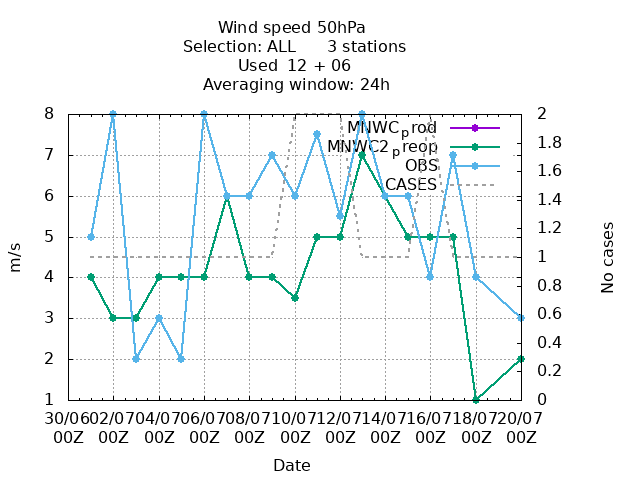 Wind speed 50hPa
Selection: ALL 3 stations
Used 12 + 06
Averaging window: 24h
8 2
MNWC_prod
1.8
7 MNWC2_preop
1.6
OBS
6 CASES 1.4
5 1.2
m/s 1 No cases
4 0.8
3 0.6
0.4
2 0.2
1 0
30/06 02/07 04/07 06/07 08/07 10/07 12/07 14/07 16/07 18/07 20/07
00Z 00Z 00Z 00Z 00Z 00Z 00Z 00Z 00Z 00Z 00Z
Date